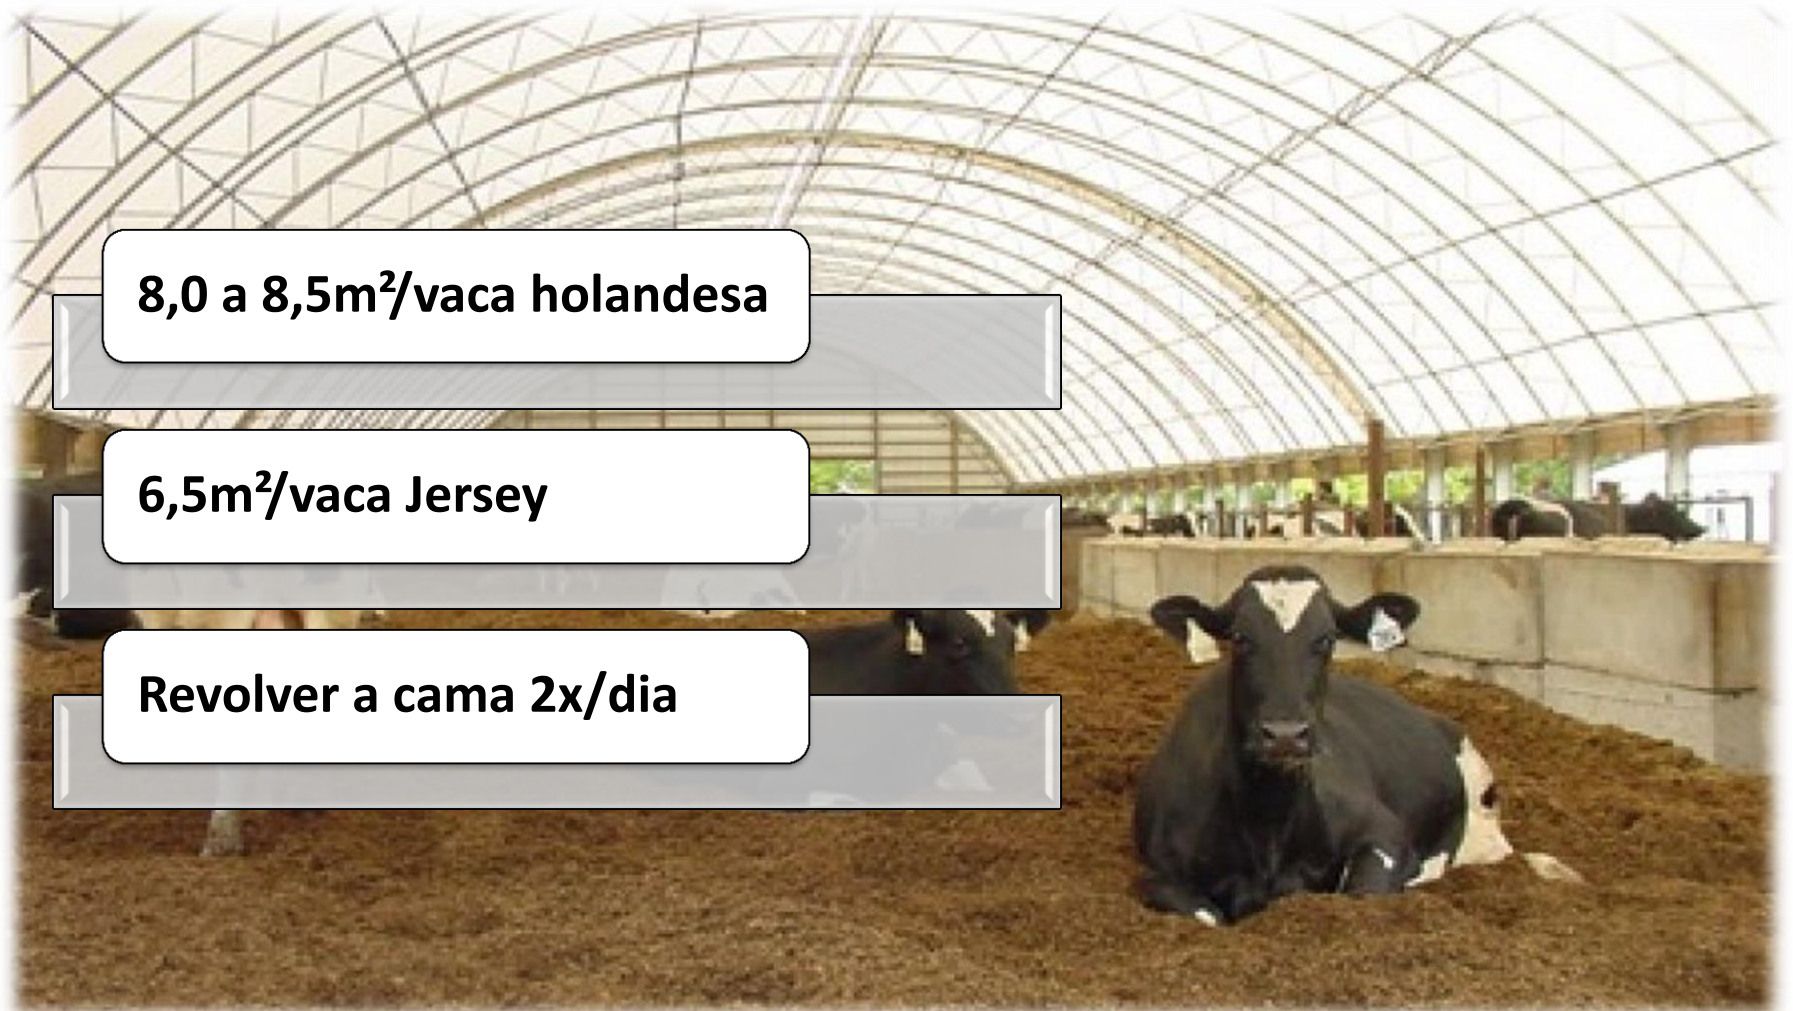 8,0 a 8,5m²/vaca holandesa
6,5m²/vaca Jersey
Revolver a cama 2x/dia